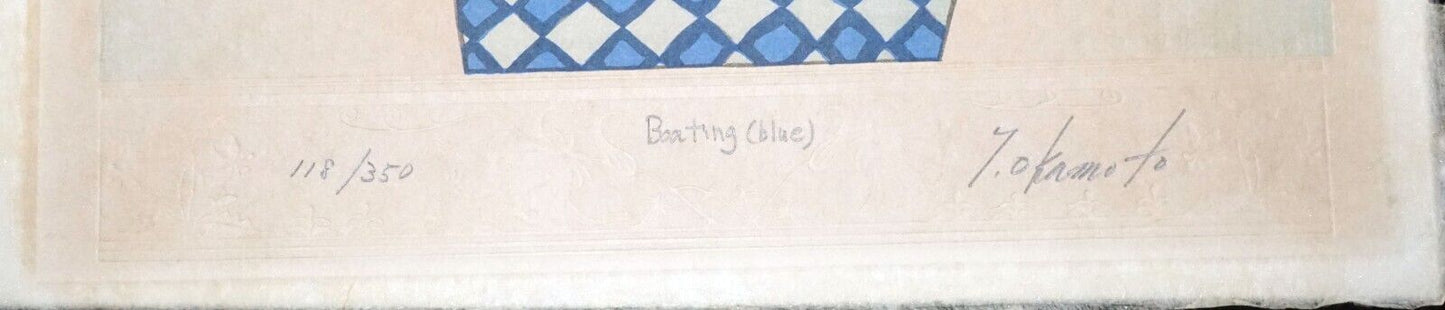 118/350
Boating (blue)
T. Okamoto